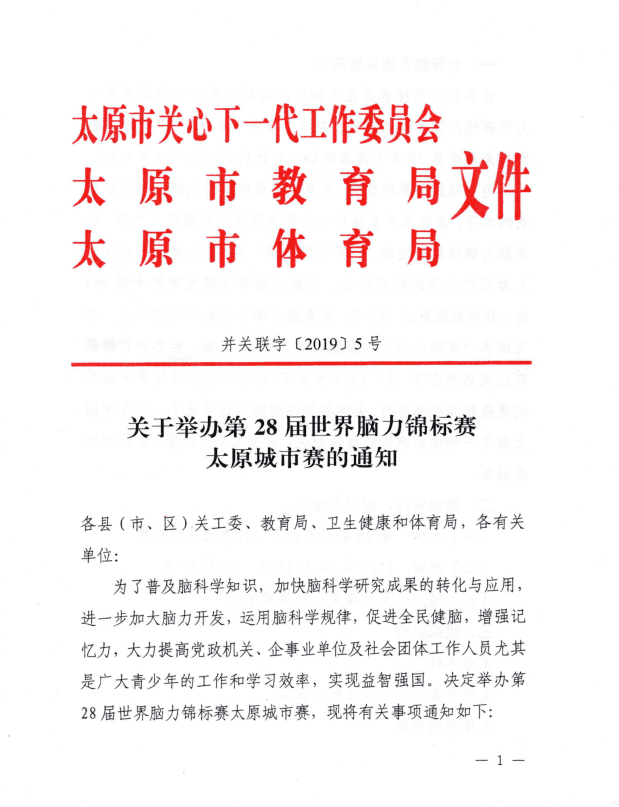 太原市关心下一代工作委员会
太原市教育局文件
太原市体育局
并关联字〔2019〕5号
关于举办第28届世界脑力锦标赛
太原城市赛的通知
各县（市、区）关工委、教育局、卫生健康和体育局，各有关
单位：
为了普及脑科学知识，加快脑科学研究成果的转化与应用，
进一步加大脑力开发，运用脑科学规律，促进全民健脑，增强记
忆力，大力提高党政机关、企事业单位及社会团体工作人员尤其
是广大青少年的工作和学习效率，实现益智强国。决定举办第
28届世界脑力锦标赛太原城市赛，现将有关事项通知如下：
— 1 —